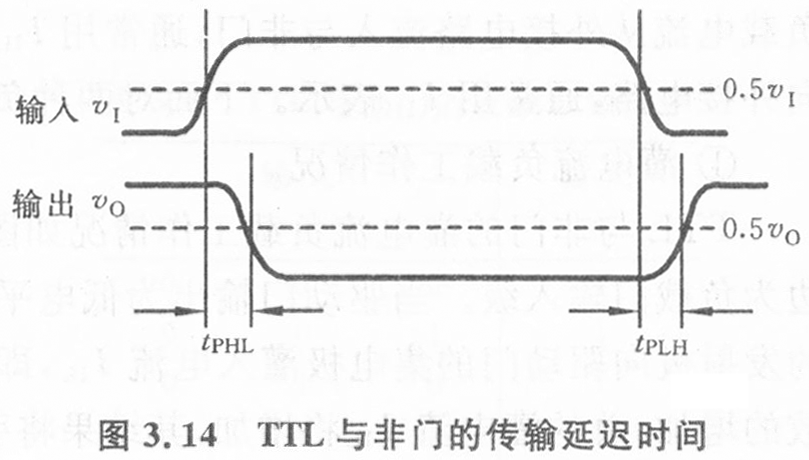 输入 vI
0.5vI
输出 vO
0.5vO
tPHL
tPLH
图 3.14 TTL 与非门的传输延迟时间